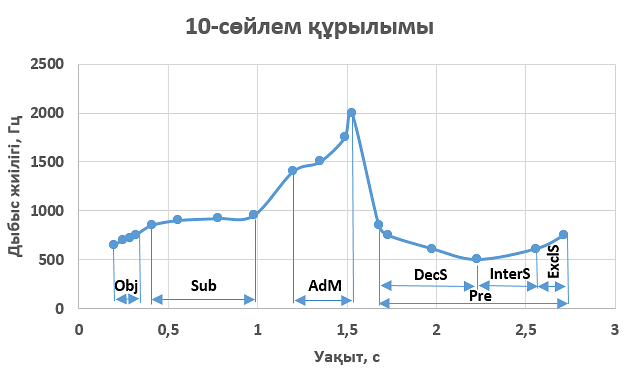 10-сөйлем құрылымы
Дыбыс жиілігі, Гц
2500
2000
1500
1000
500
0
Obj
Sub
AdM
DecS
InterS
ExclS
Pre
0
0,5
1
1,5
2
2,5
3
Уақыт, с